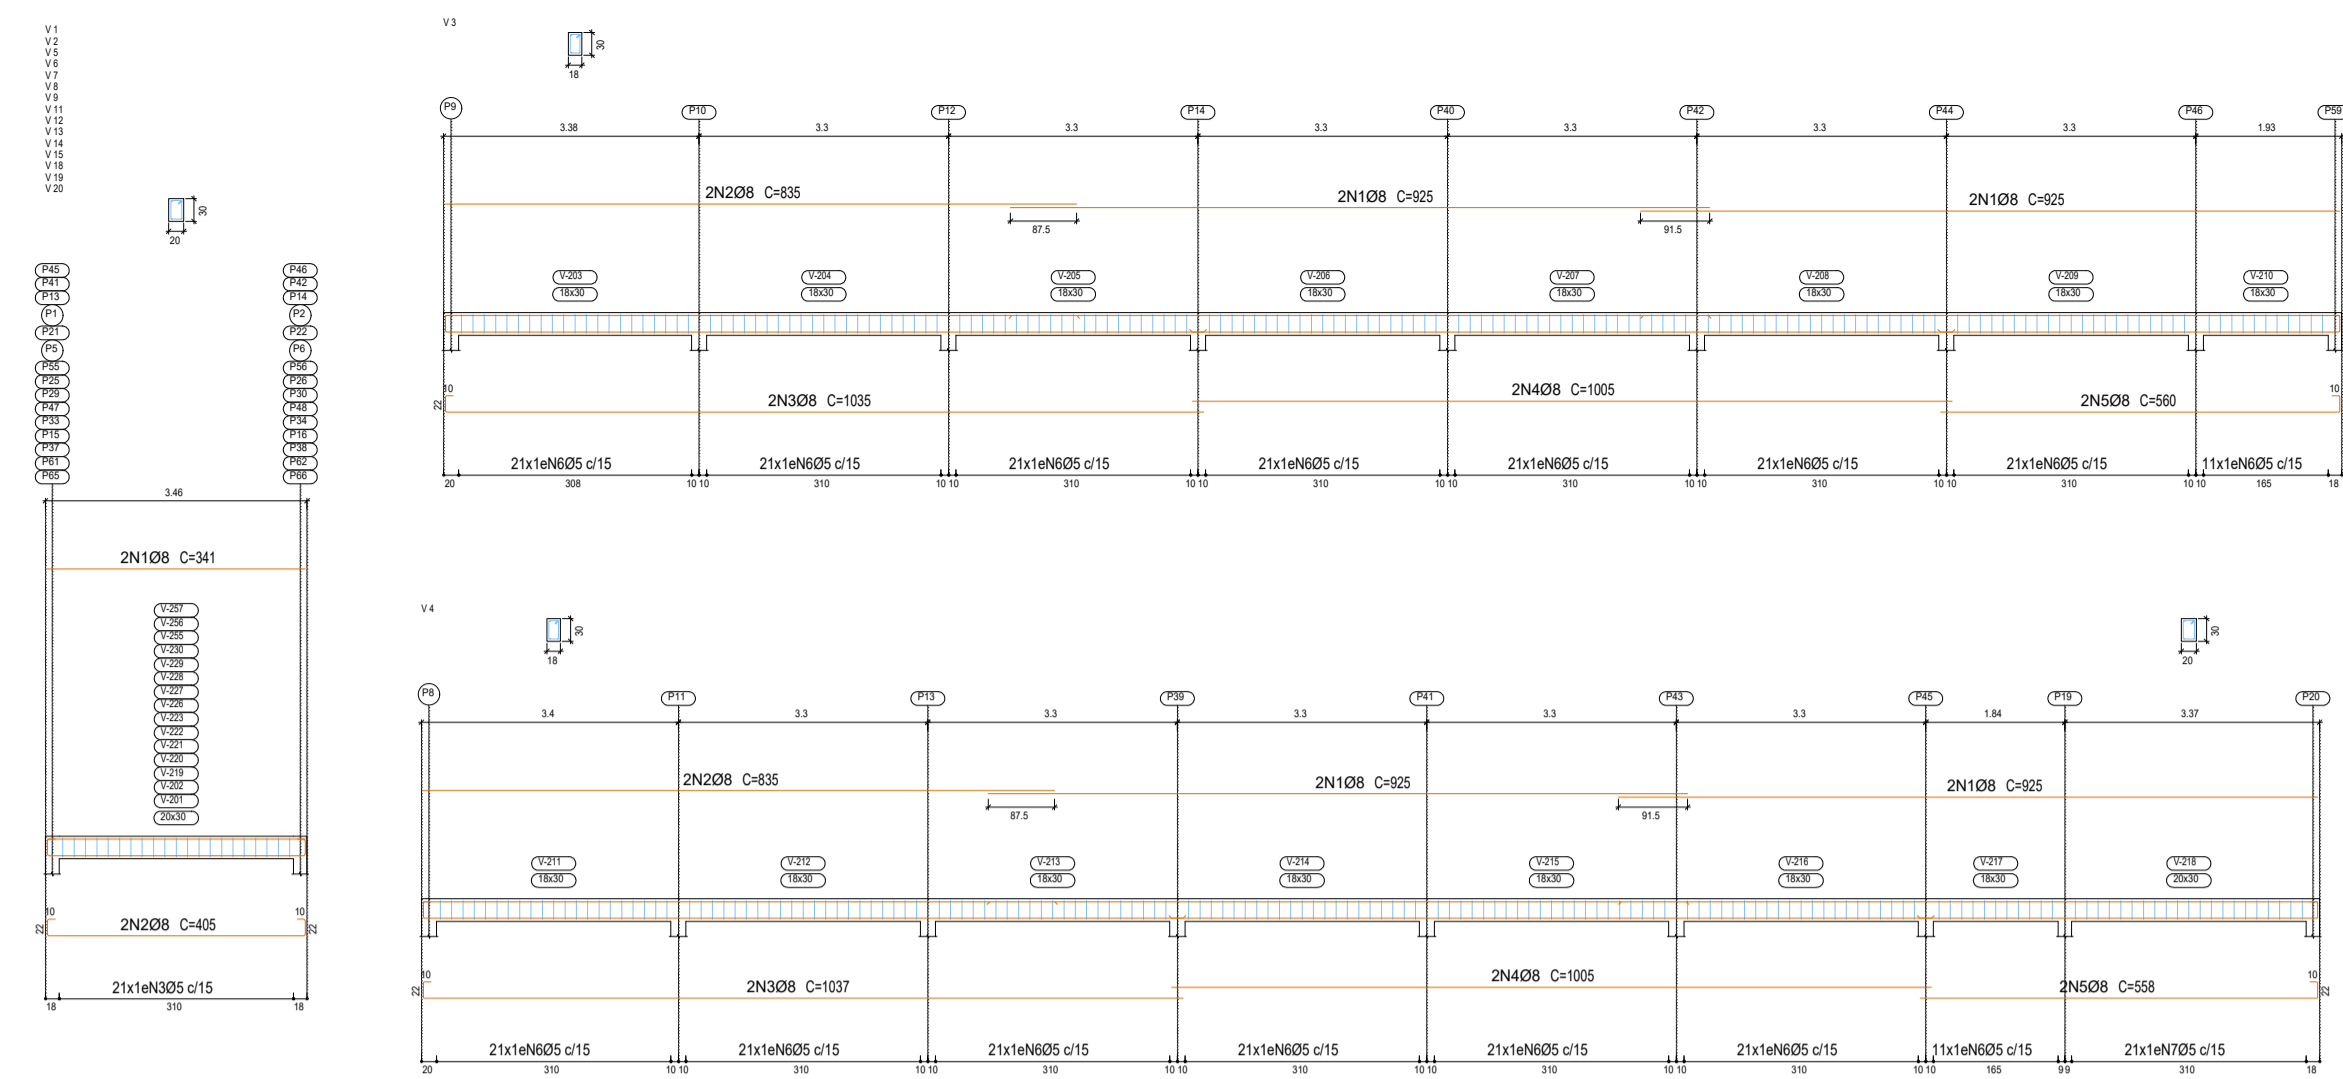 V 1
V 2
V 5
V 6
V 7
V 8
V 9
V 11
V 12
V 13
V 14
V 15
V 18
V 19
V 20
30
20
P45 P46
P41 P42
P13 P14
P1 P2
P21 P22
P5 P6
P55 P56
P25 P26
P29 P30
P47 P48
P33 P34
P15 P16
P37 P38
P61 P62
P65 P66
3.46
2N1Ø8 C=341
V-257
V-256
V-255
V-230
V-229
V-228
V-227
V-226
V-223
V-222
V-221
V-220
V-219
V-202
V-201
20x30
10 10
22 2N2Ø8 C=405 22
21x1eN3Ø5 c/15
18 310 18
V 3
30
18
P9 P10 P12 P14 P40 P42 P44 P46 P59
3.38 3.3 3.3 3.3 3.3 3.3 3.3 1.93
2N2Ø8 C=835 2N1Ø8 C=925 2N1Ø8 C=925
87.5 91.5
V-203 V-204 V-205 V-206 V-207 V-208 V-209 V-210
18x30 18x30 18x30 18x30 18x30 18x30 18x30 18x30
10 2N4Ø8 C=1005 10
22 2N3Ø8 C=1035 2N5Ø8 C=560
21x1eN6Ø5 c/15 21x1eN6Ø5 c/15 21x1eN6Ø5 c/15 21x1eN6Ø5 c/15 21x1eN6Ø5 c/15 21x1eN6Ø5 c/15 21x1eN6Ø5 c/15 11x1eN6Ø5 c/15
20 308 10 10 310 10 10 310 10 10 310 10 10 310 10 10 310 10 10 310 10 10 165 18
V 4
30 30
18 20
P8 P11 P13 P39 P41 P43 P45 P19 P20
3.4 3.3 3.3 3.3 3.3 3.3 1.84 3.37
2N2Ø8 C=835 2N1Ø8 C=925 2N1Ø8 C=925
87.5 91.5
V-211 V-212 V-213 V-214 V-215 V-216 V-217 V-218
18x30 18x30 18x30 18x30 18x30 18x30 18x30 20x30
10 2N4Ø8 C=1005 10
22 2N3Ø8 C=1037 2N5Ø8 C=558 22
21x1eN6Ø5 c/15 21x1eN6Ø5 c/15 21x1eN6Ø5 c/15 21x1eN6Ø5 c/15 21x1eN6Ø5 c/15 21x1eN6Ø5 c/15 11x1eN6Ø5 c/15 21x1eN7Ø5 c/15
20 310 10 10 310 10 10 310 10 10 310 10 10 310 10 10 310 10 10 165 9 9 310 18